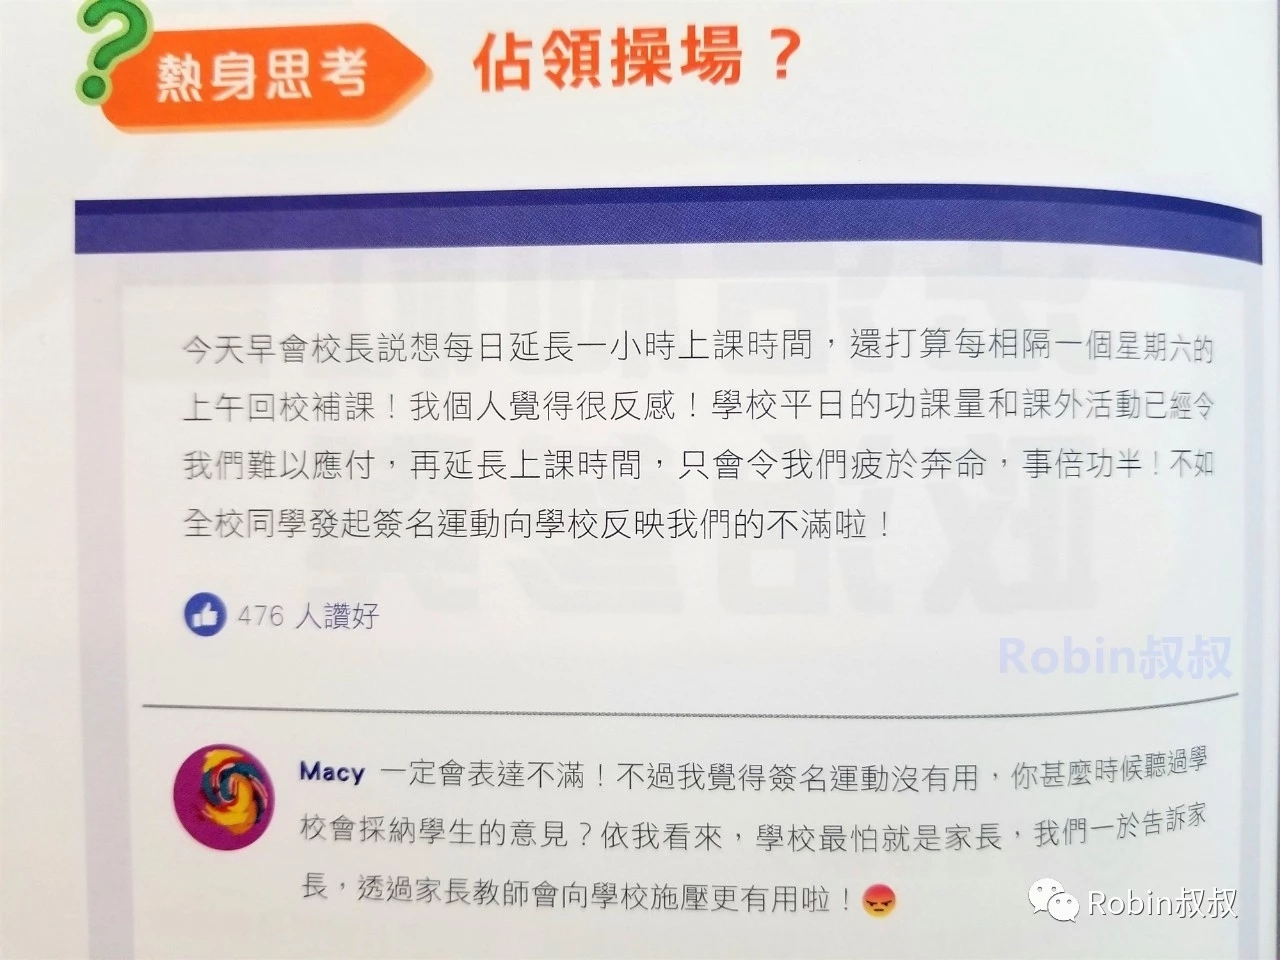 熱身思考
佔領操場？
今天早會校長説想每日延長一小時上課時間，還打算每相隔一個星期六的
上午回校補課！我個人覺得很反感！學校平日的功課量和課外活動已經令
我們難以應付，再延長上課時間，只會令我們疲於奔命，事倍功半！不如
全校同學發起簽名運動向學校反映我們的不滿啦！
476 人讚好
Robin叔叔
Macy 一定會表達不滿！不過我覺得簽名運動沒有用，你甚麼時候聽過學
校會採納學生的意見？依我看來，學校最怕就是家長，我們一於告訴家
長，透過家長教師會向學校施壓更有用啦！
Robin叔叔